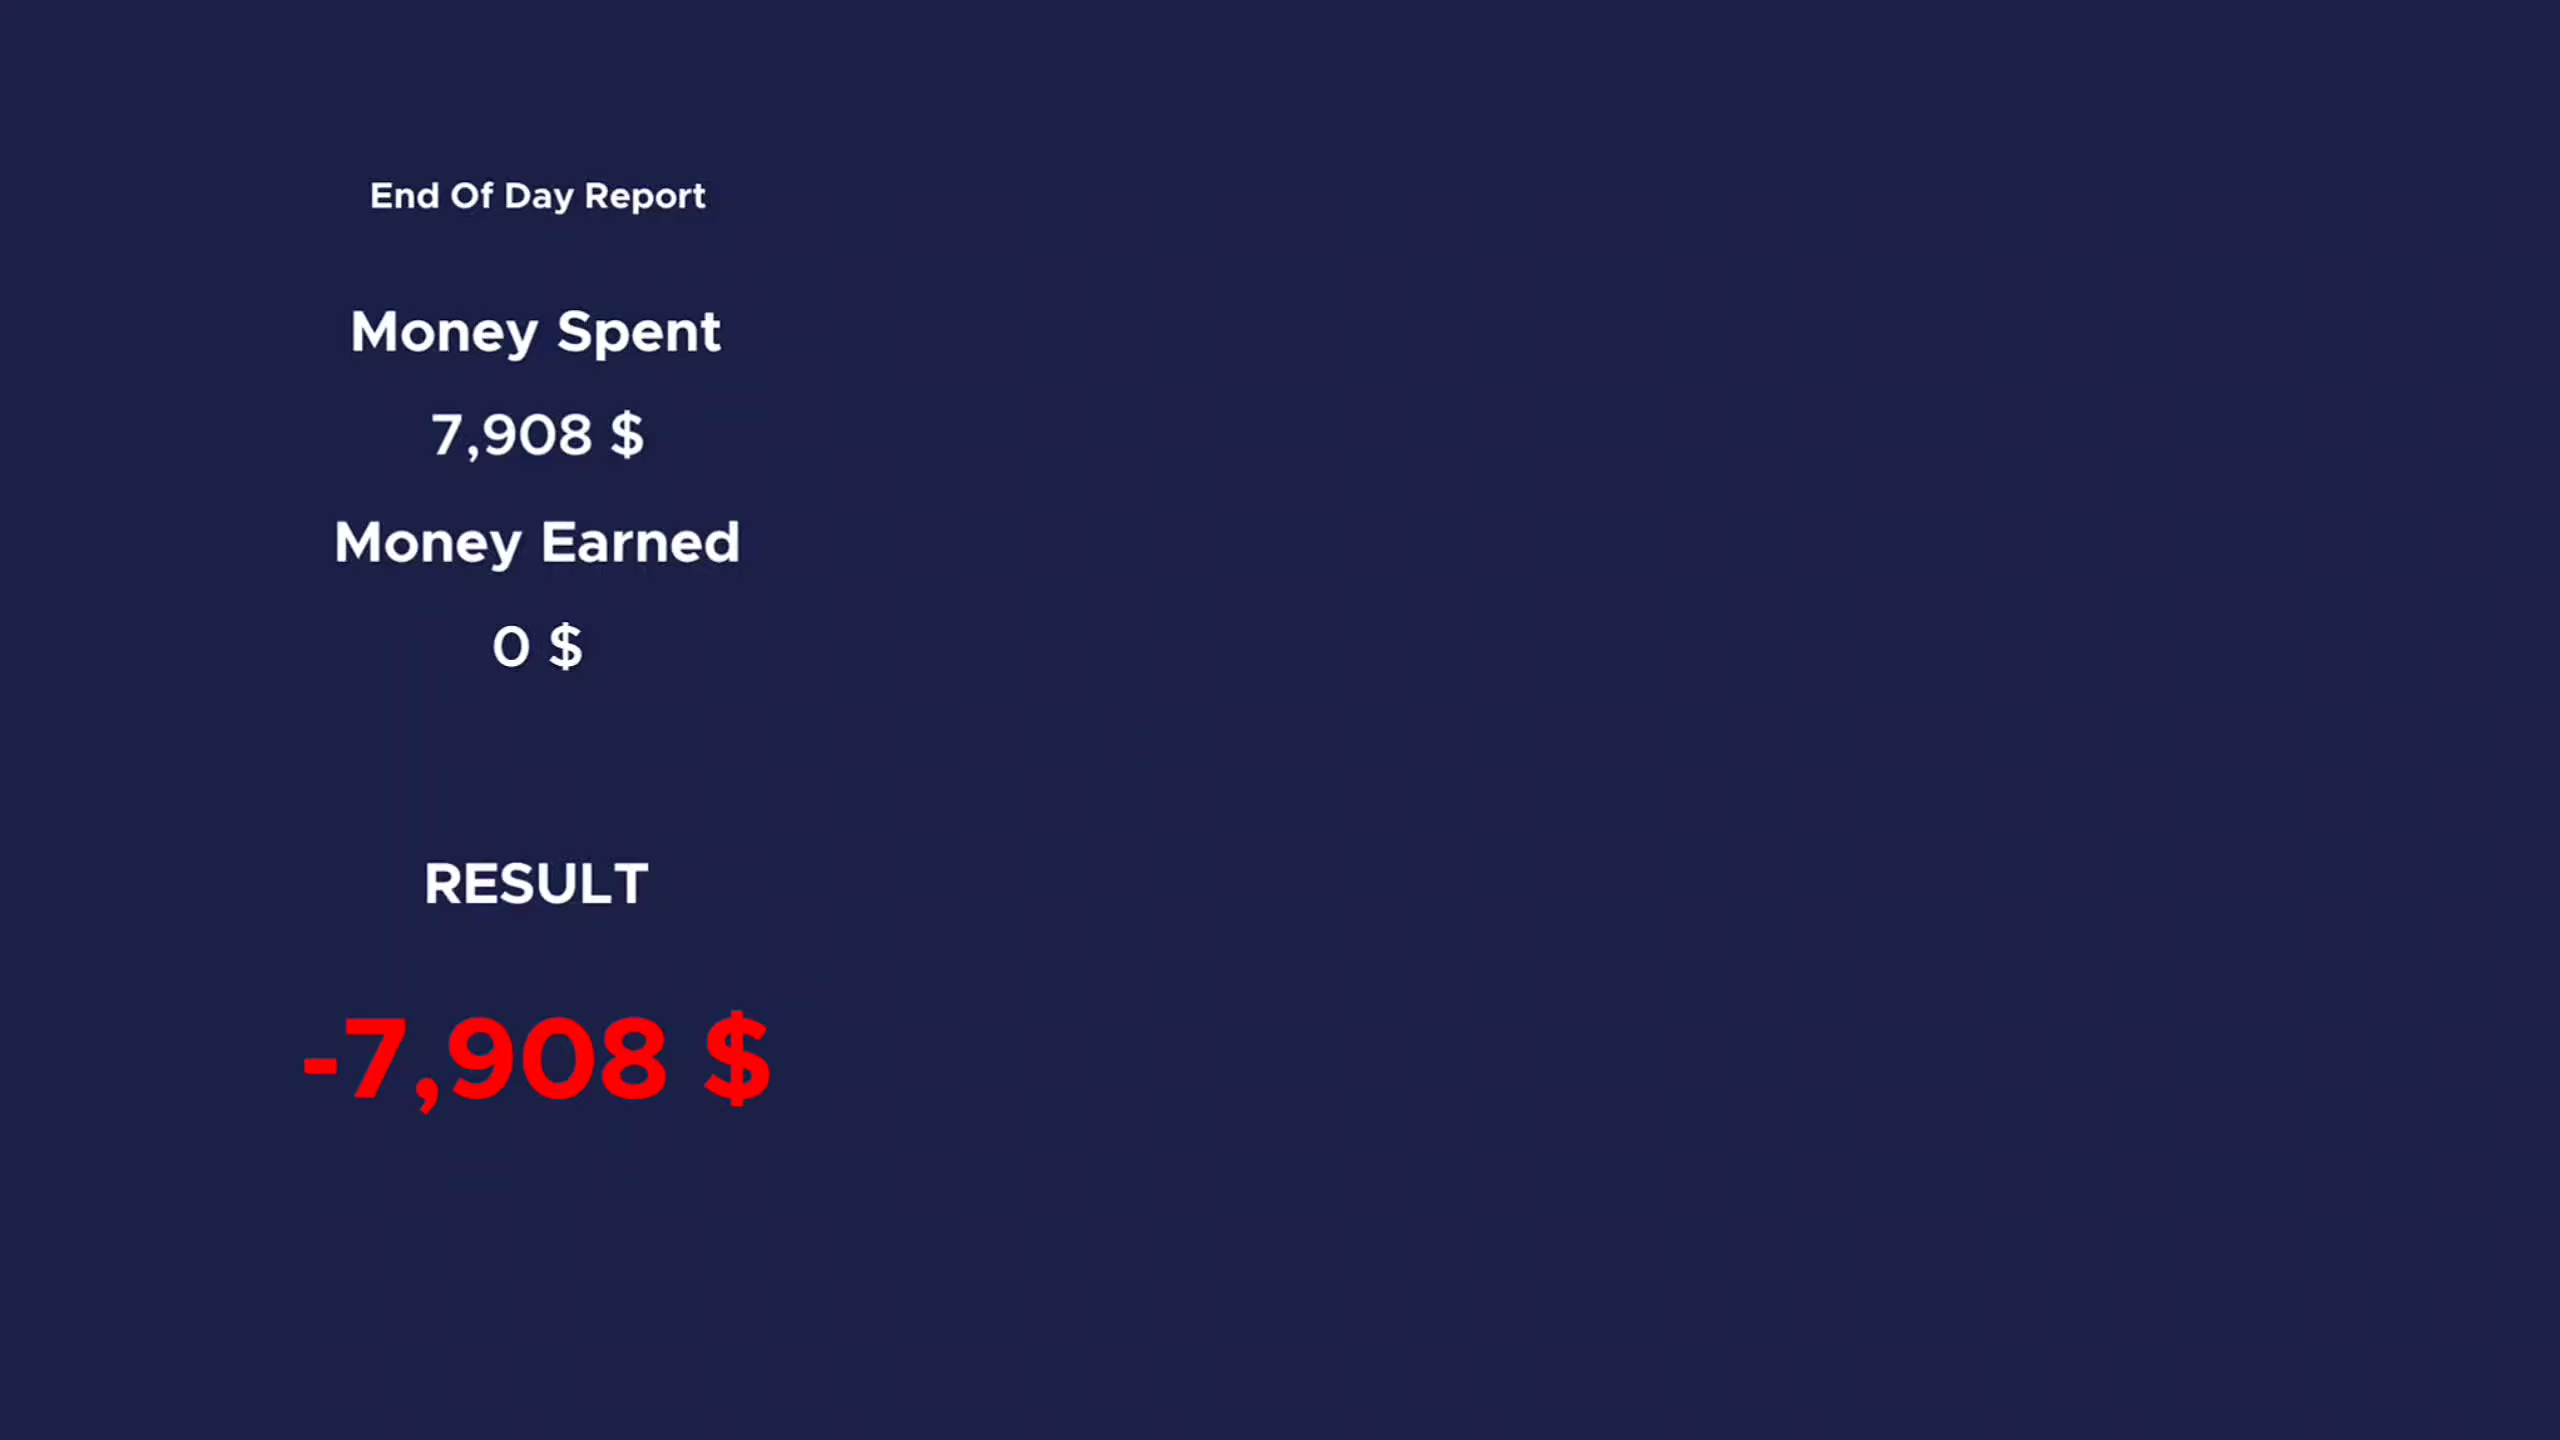 End Of Day Report
Money Spent
7,908 $
Money Earned
0 $
RESULT
-7,908 $